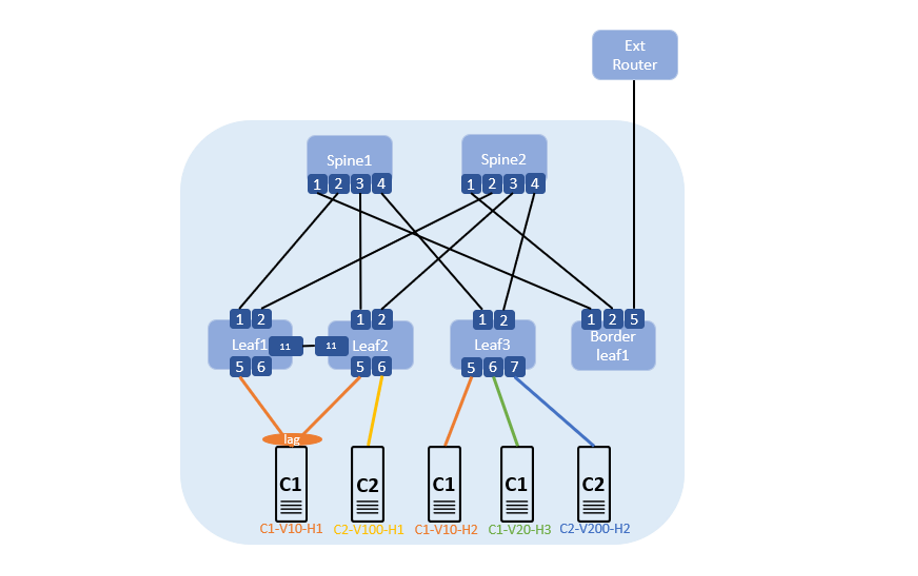 Ext
Router
Spine1
Spine2
1 2 3 4
1 2 3 4
1 2
1 2
1 2
1 2 5
Leaf1
11
11
Leaf2
Leaf3
Border
leaf1
5 6
5 6
5 6 7
lag
C1
C2
C1
C1
C2
C1-V10-H1
C2-V100-H1
C1-V10-H2
C1-V20-H3
C2-V200-H2